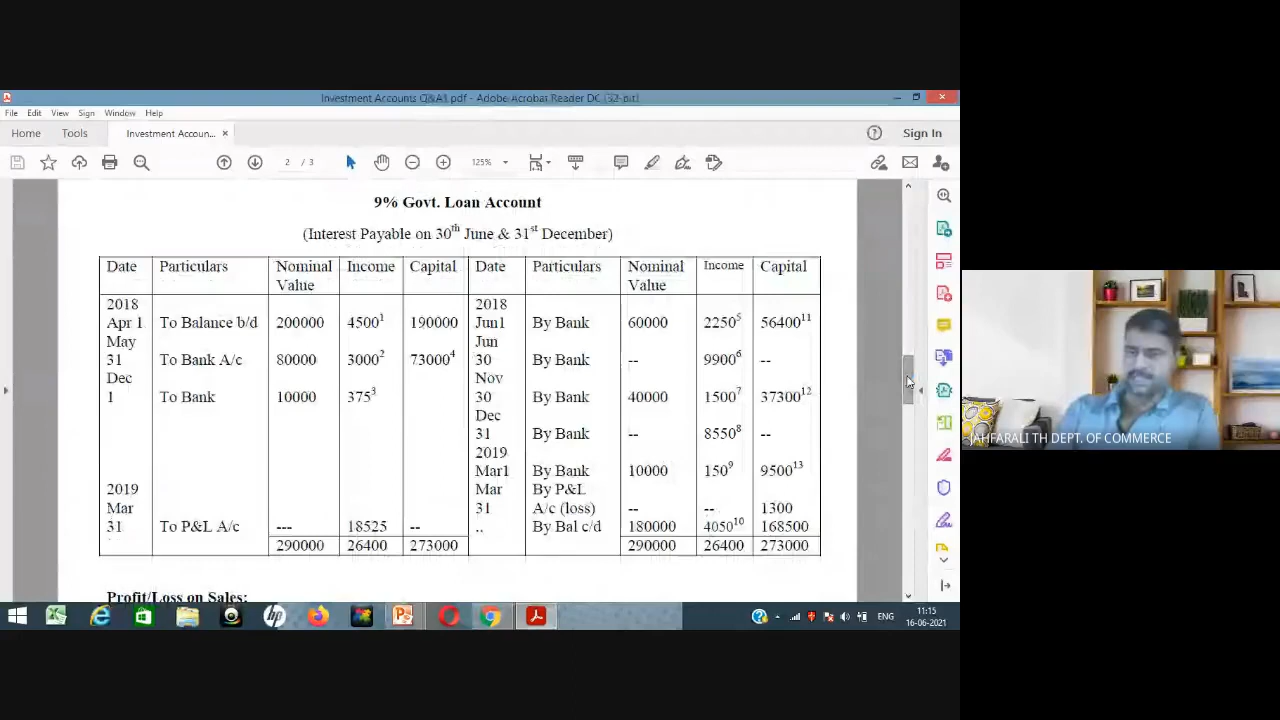 Investment Accounts Q&A1.pdf - Adobe Acrobat Reader DC (32-bit)
File Edit View Sign Window Help
Home Tools Investment Accoun... × Sign In
2 / 3 125%
9% Govt. Loan Account
(Interest Payable on 30th June & 31st December)
Date Particulars Nominal Income Capital Date Particulars Nominal Income Capital
Value Value
2018 2018
Apr 1 To Balance b/d 200000 4500¹ 190000 Jun1 By Bank 60000 2250⁵ 56400¹¹
May Jun
31 To Bank A/c 80000 3000² 73000⁴ 30 By Bank -- 9900⁶ --
Dec Nov
1 To Bank 10000 375³ 30 By Bank 40000 1500⁷ 37300¹²
Dec
31 By Bank -- 8550⁸ --
2019
Mar1 By Bank 10000 150⁹ 9500¹³
2019 Mar By P&L
Mar 31 A/c (loss) -- -- 1300
31 To P&L A/c --- 18525 -- .. By Bal c/d 180000 4050¹⁰ 168500
290000 26400 273000 290000 26400 273000
Profit/Loss on Sales:
JAHFARALI TH DEPT. OF COMMERCE
ENG
11:15
16-06-2021